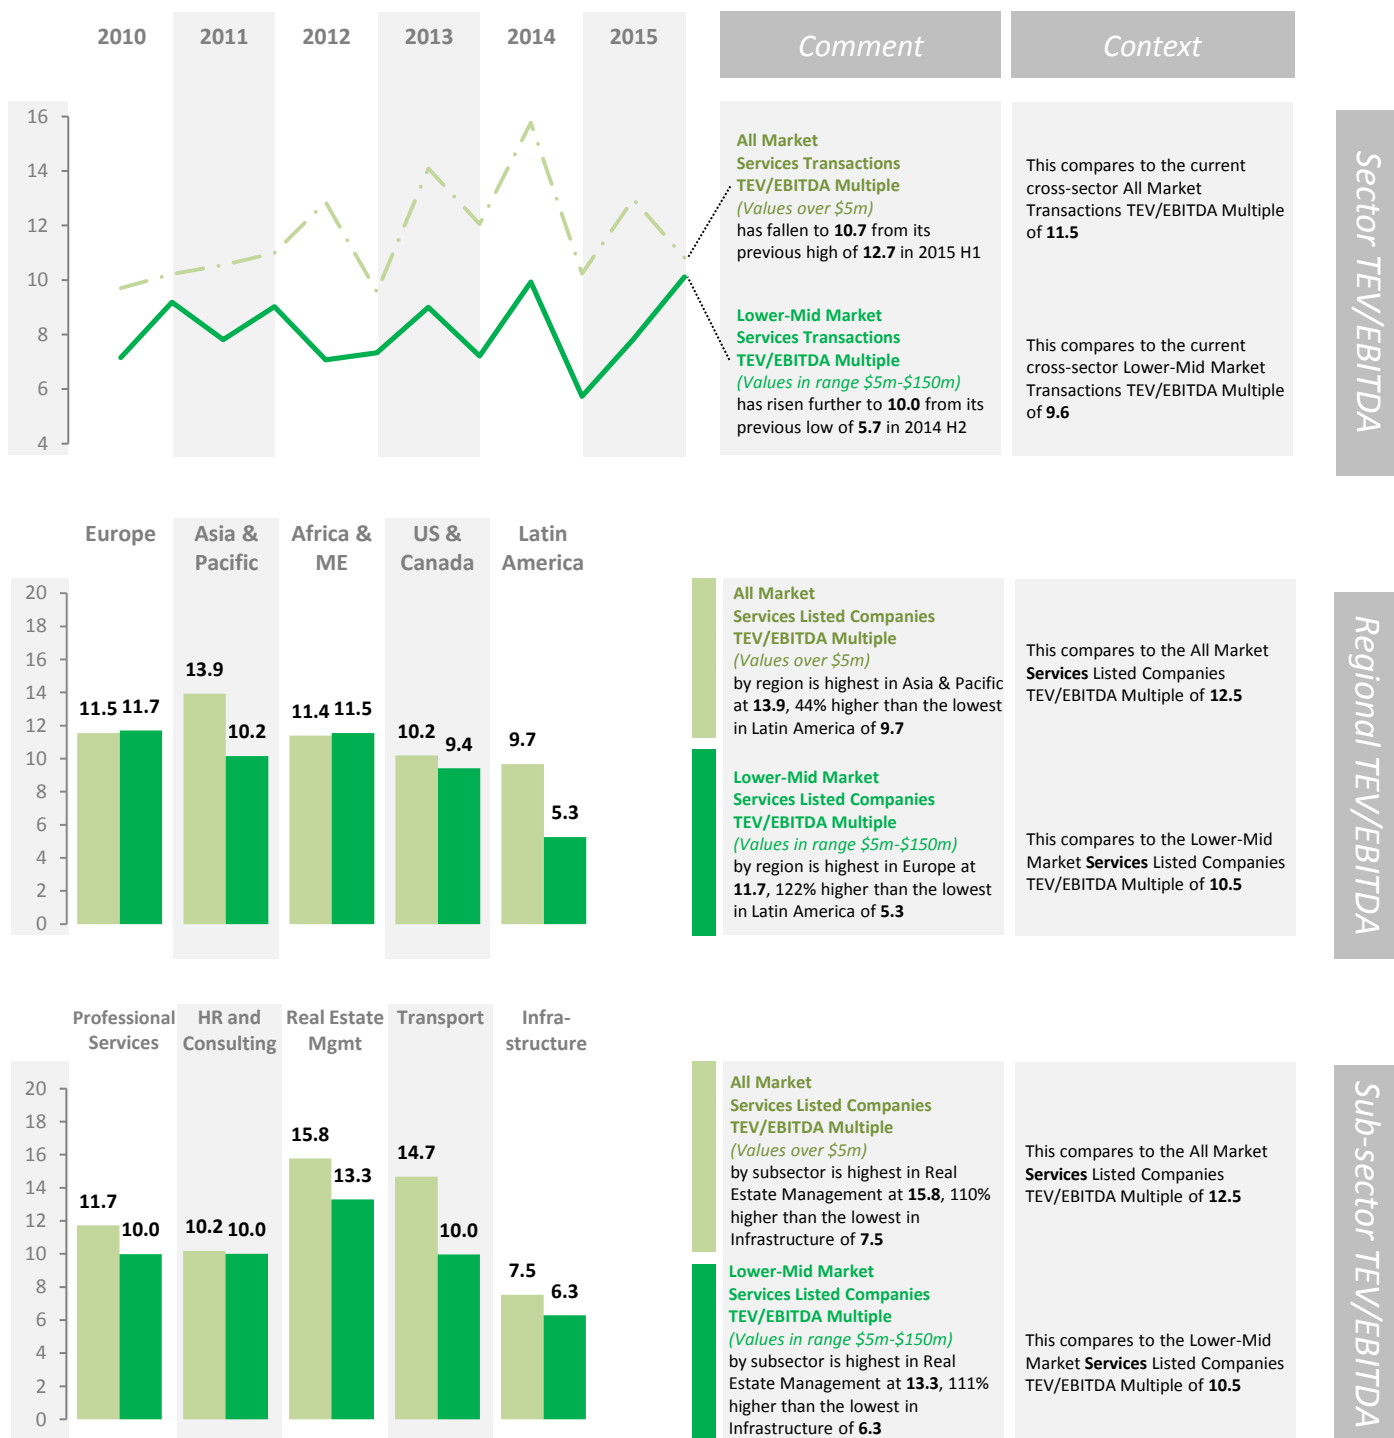 2010 2011 2012 2013 2014 2015
Comment
Context
16
14
12
10
8
6
4
All Market
Services Transactions
TEV/EBITDA Multiple
(Values over $5m)
has fallen to 10.7 from its
previous high of 12.7 in 2015 H1
This compares to the current
cross-sector All Market
Transactions TEV/EBITDA Multiple
of 11.5
Lower-Mid Market
Services Transactions
TEV/EBITDA Multiple
(Values in range $5m-$150m)
has risen further to 10.0 from its
previous low of 5.7 in 2014 H2
This compares to the current
cross-sector Lower-Mid Market
Transactions TEV/EBITDA Multiple
of 9.6
Sector TEV/EBITDA
Europe
Asia &
Pacific
Africa &
ME
US &
Canada
Latin
America
20
18
16
14
12
10
8
6
4
2
0
11.5 11.7
13.9
10.2
11.4 11.5
10.2
9.4
9.7
5.3
All Market
Services Listed Companies
TEV/EBITDA Multiple
(Values over $5m)
by region is highest in Asia & Pacific
at 13.9, 44% higher than the lowest
in Latin America of 9.7
This compares to the All Market
Services Listed Companies
TEV/EBITDA Multiple of 12.5
Lower-Mid Market
Services Listed Companies
TEV/EBITDA Multiple
(Values in range $5m-$150m)
by region is highest in Europe at
11.7, 122% higher than the lowest
in Latin America of 5.3
This compares to the Lower-Mid
Market Services Listed Companies
TEV/EBITDA Multiple of 10.5
Regional TEV/EBITDA
Professional
Services
HR and
Consulting
Real Estate
Mgmt
Transport
Infra-
structure
20
18
16
14
12
10
8
6
4
2
0
11.7
10.0
10.2 10.0
15.8
13.3
14.7
10.0
7.5
6.3
All Market
Services Listed Companies
TEV/EBITDA Multiple
(Values over $5m)
by subsector is highest in Real
Estate Management at 15.8, 110%
higher than the lowest in
Infrastructure of 7.5
This compares to the All Market
Services Listed Companies
TEV/EBITDA Multiple of 12.5
Lower-Mid Market
Services Listed Companies
TEV/EBITDA Multiple
(Values in range $5m-$150m)
by subsector is highest in Real
Estate Management at 13.3, 111%
higher than the lowest in
Infrastructure of 6.3
This compares to the Lower-Mid
Market Services Listed Companies
TEV/EBITDA Multiple of 10.5
Sub-sector TEV/EBITDA